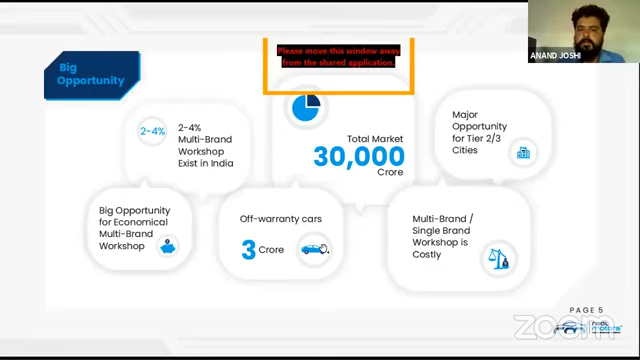 Please move this window away
from the shared application.
ANAND JOSHI
Big
Opportunity
2-4%
2-4%
Multi-Brand
Workshop
Exist in India
Total Market
30,000
Crore
Major
Opportunity
for Tier 2/3
Cities
Big Opportunity
for Economical
Multi-Brand
Workshop
Off-warranty cars
3 Crore
Multi-Brand /
Single Brand
Workshop is
Costly
PAGE 5
motors
zoom